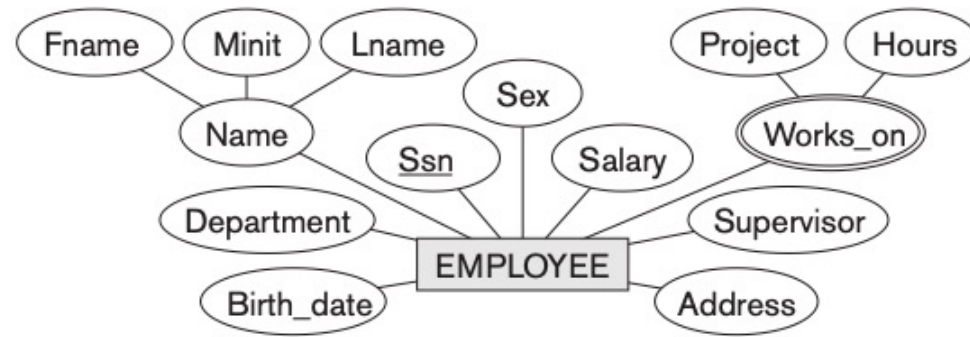 Fname Minit Lname Project Hours
Sex
Name Works_on
Ssn Salary
Department Supervisor
EMPLOYEE
Birth_date Address